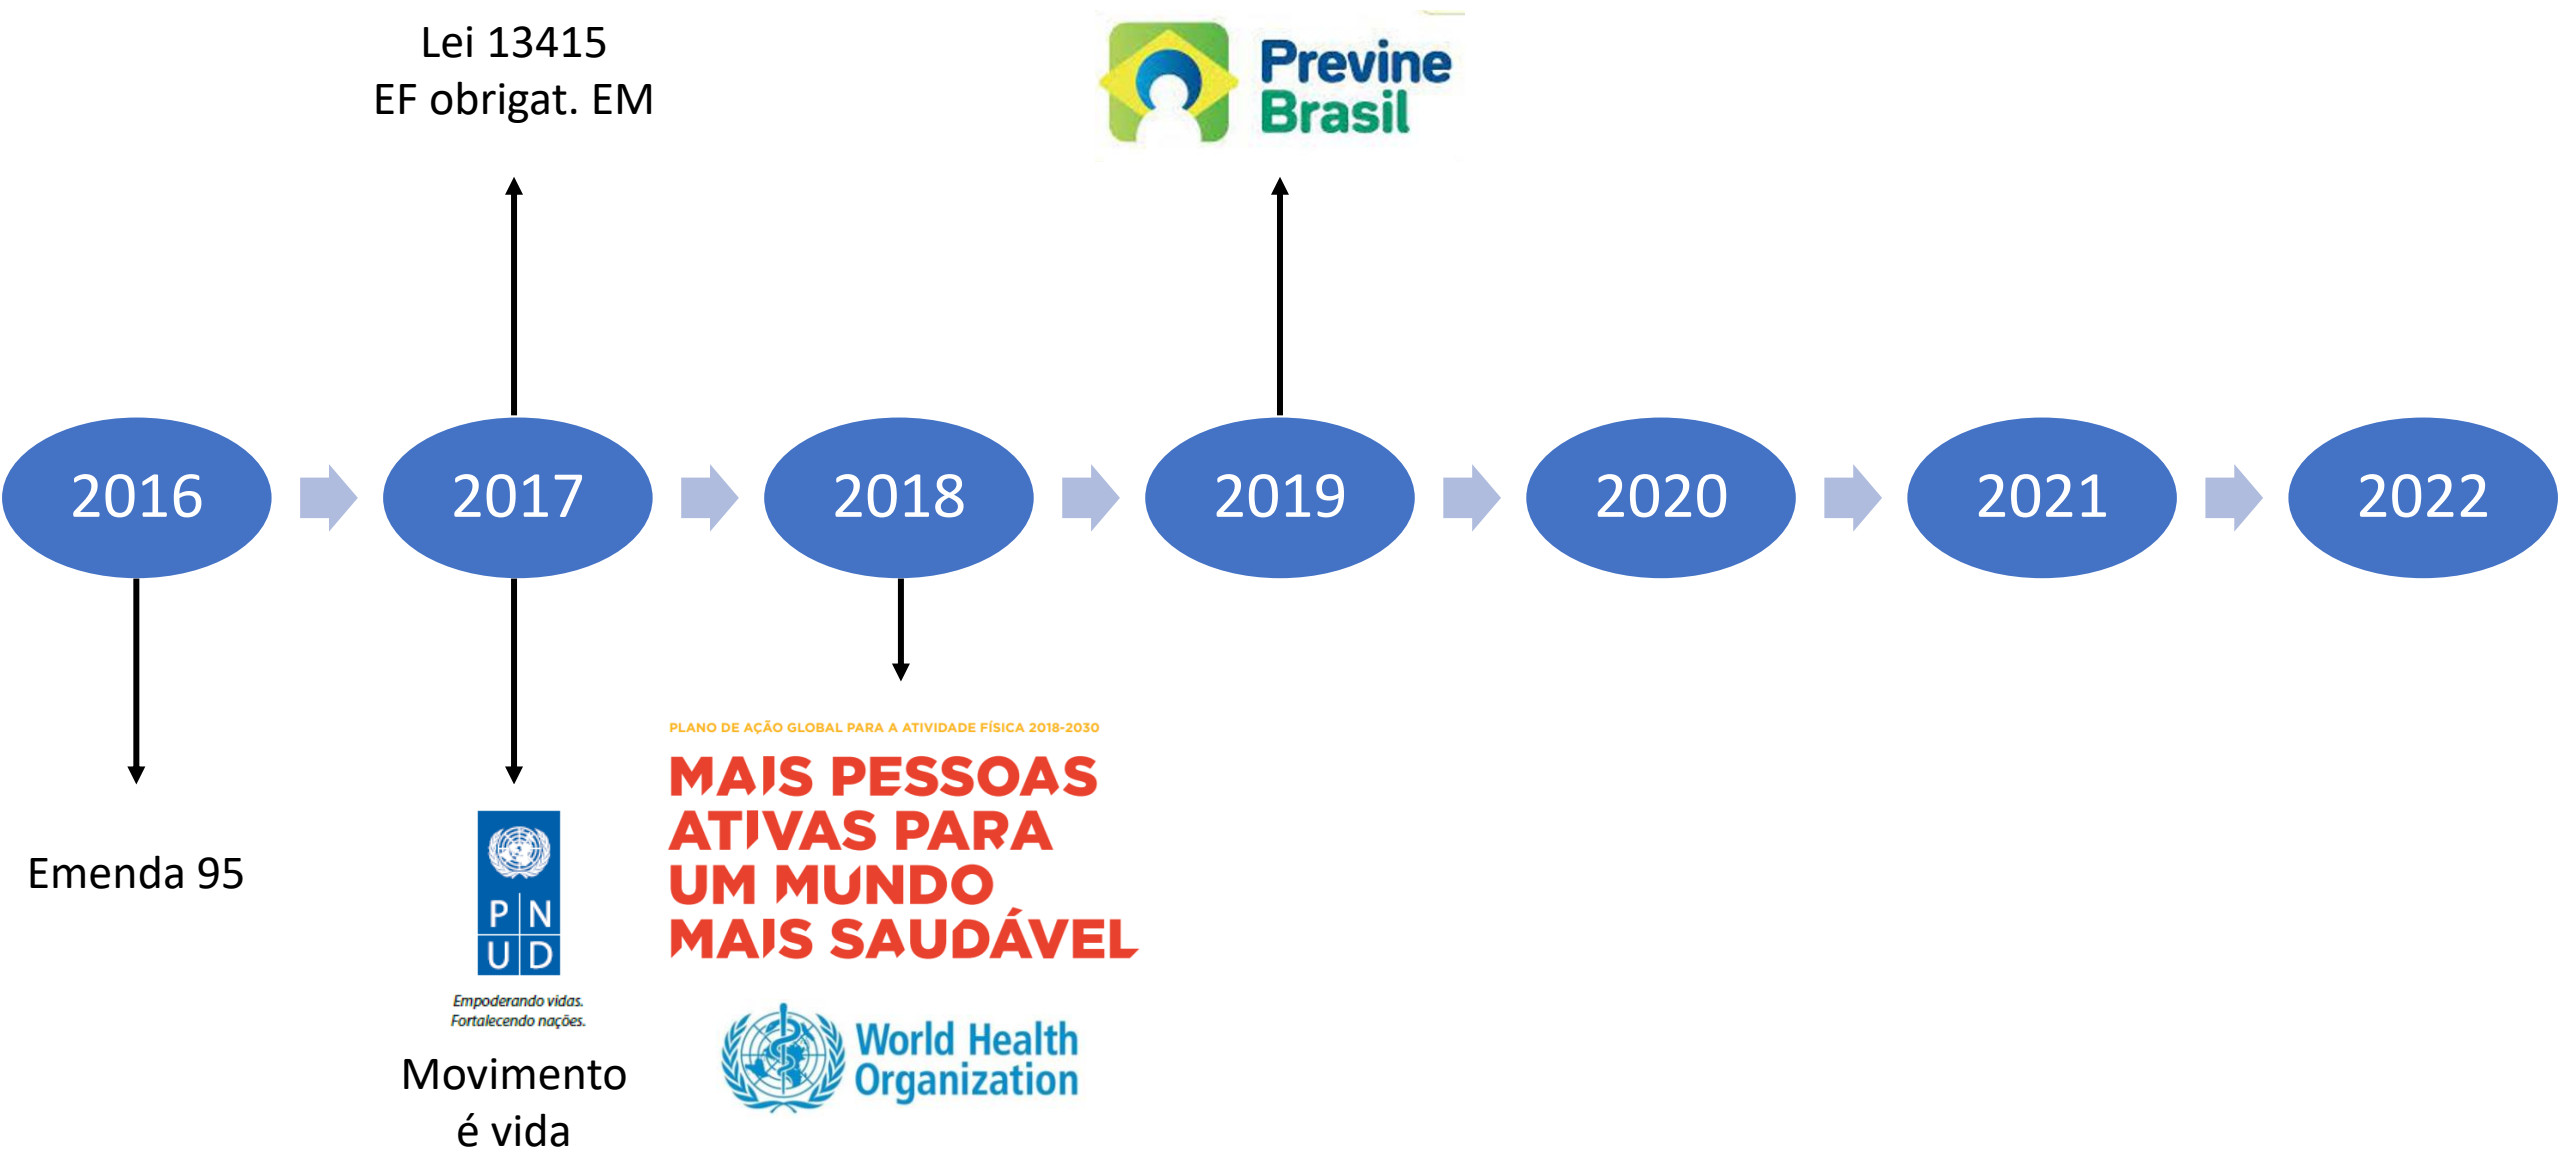 Lei 13415
EF obrigat. EM
Previne
Brasil
2016
2017
2018
2019
2020
2021
2022
Emenda 95
P N
U D
Empoderando vidas.
Fortalecendo nações.
Movimento
é vida
PLANO DE AÇÃO GLOBAL PARA A ATIVIDADE FÍSICA 2018-2030
MAIS PESSOAS
ATIVAS PARA
UM MUNDO
MAIS SAUDÁVEL
World Health
Organization